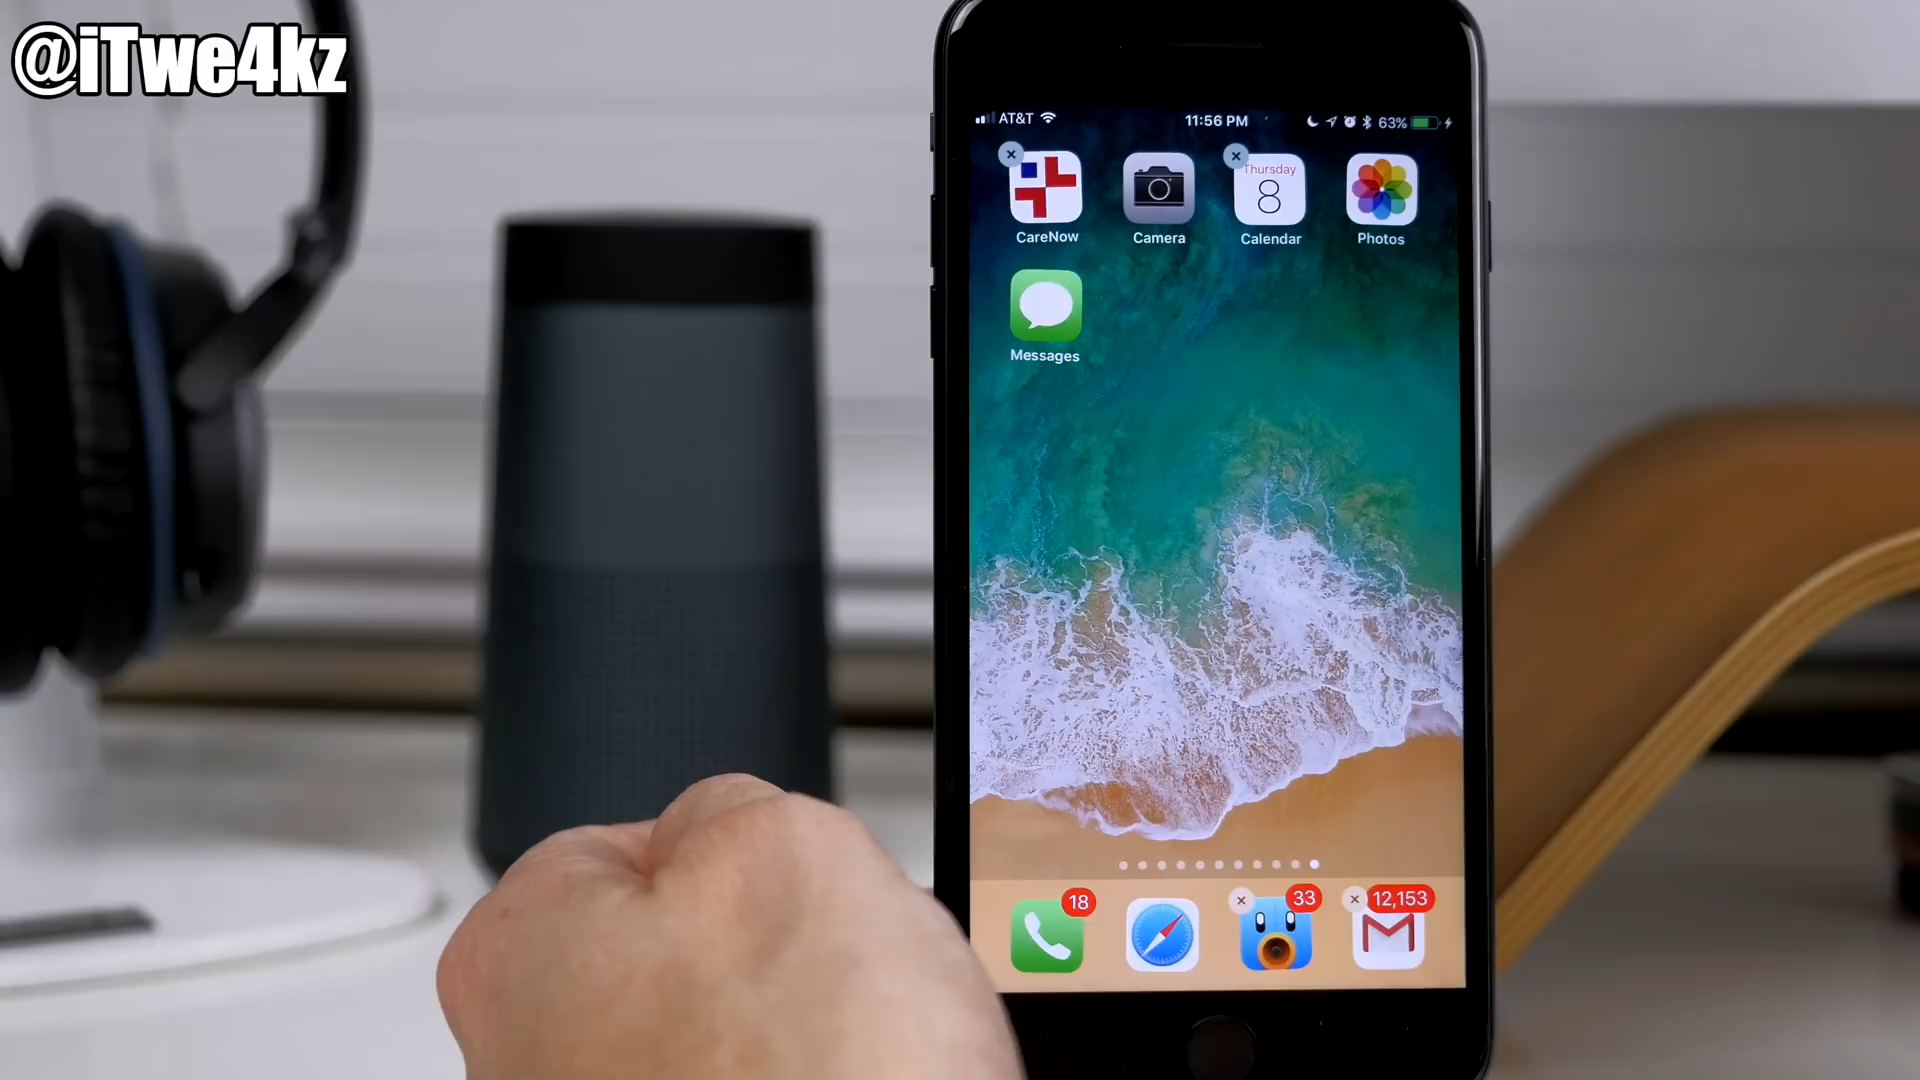 @iTwe4kz
AT&T
11:56 PM
63%
CareNow
Camera
Thursday
8
Calendar
Photos
Messages
18
33
12,153